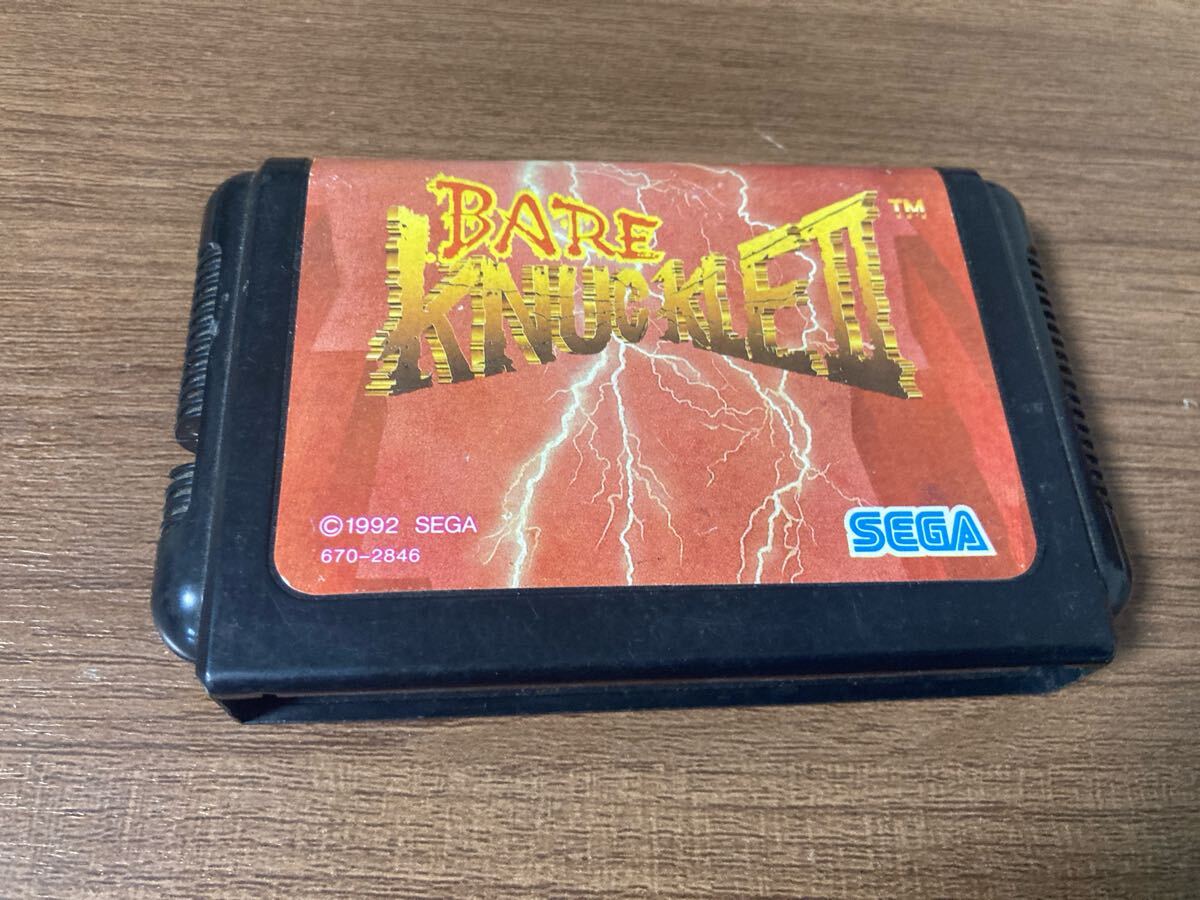 BARE
KNUCKLE II ™
©1992 SEGA
670-2846
SEGA